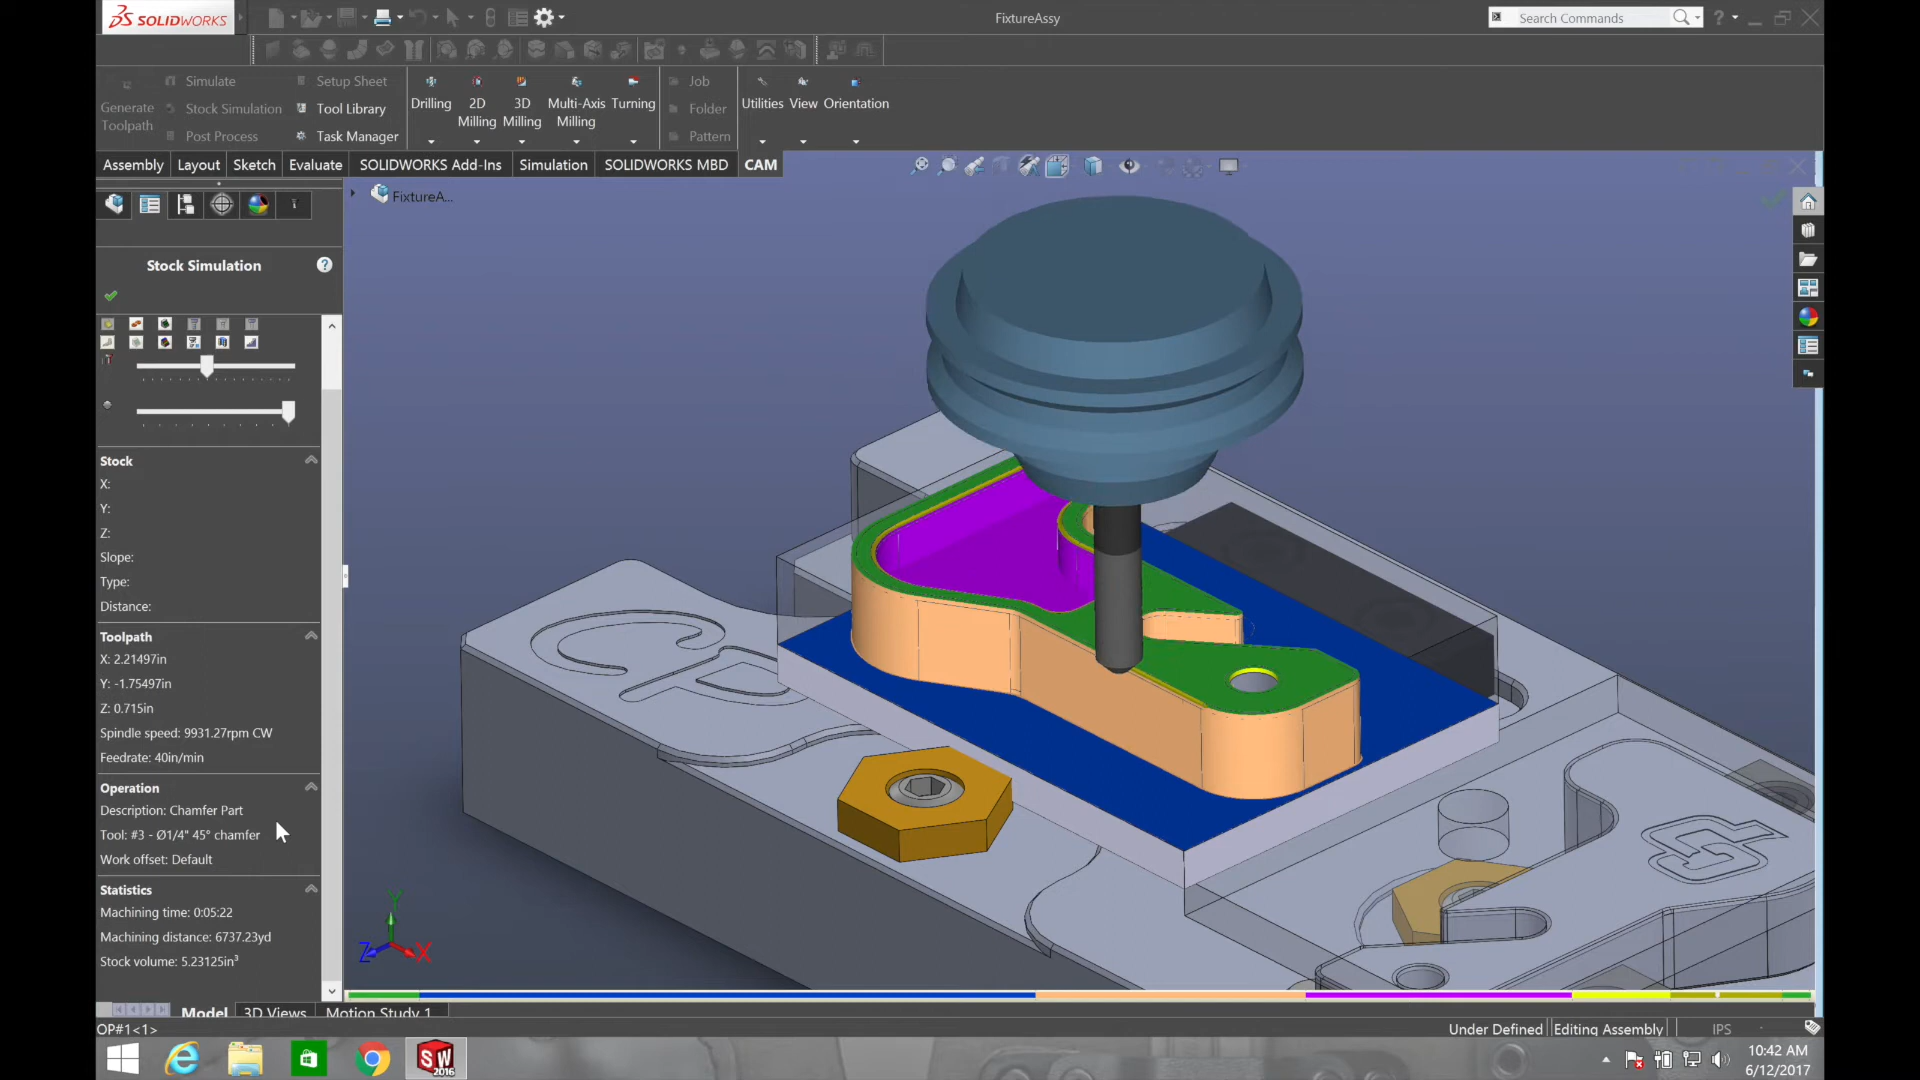 SOLIDWORKS
FixtureAssy
Search Commands
?
Generate
Toolpath
Simulate
Stock Simulation
Post Process
Setup Sheet
Tool Library
Task Manager
Drilling
2D
Milling
3D
Milling
Multi-Axis
Milling
Turning
Job
Folder
Pattern
Utilities
View
Orientation
Assembly
Layout
Sketch
Evaluate
SOLIDWORKS Add-Ins
Simulation
SOLIDWORKS MBD
CAM
FixtureA...
Stock Simulation
?
Stock
X:
Y:
Z:
Slope:
Type:
Distance:
Toolpath
X: 2.21497in
Y: -1.75497in
Z: 0.715in
Spindle speed: 9931.27rpm CW
Feedrate: 40in/min
Operation
Description: Chamfer Part
Tool: #3 - Ø1/4" 45° chamfer
Work offset: Default
Statistics
Machining time: 0:05:22
Machining distance: 6737.23yd
Stock volume: 5.23125in³
Y
Z
X
Model
3D Views
Motion Study 1
OP#1<1>
Under Defined
Editing Assembly
IPS
SW
2016
10:42 AM
6/12/2017